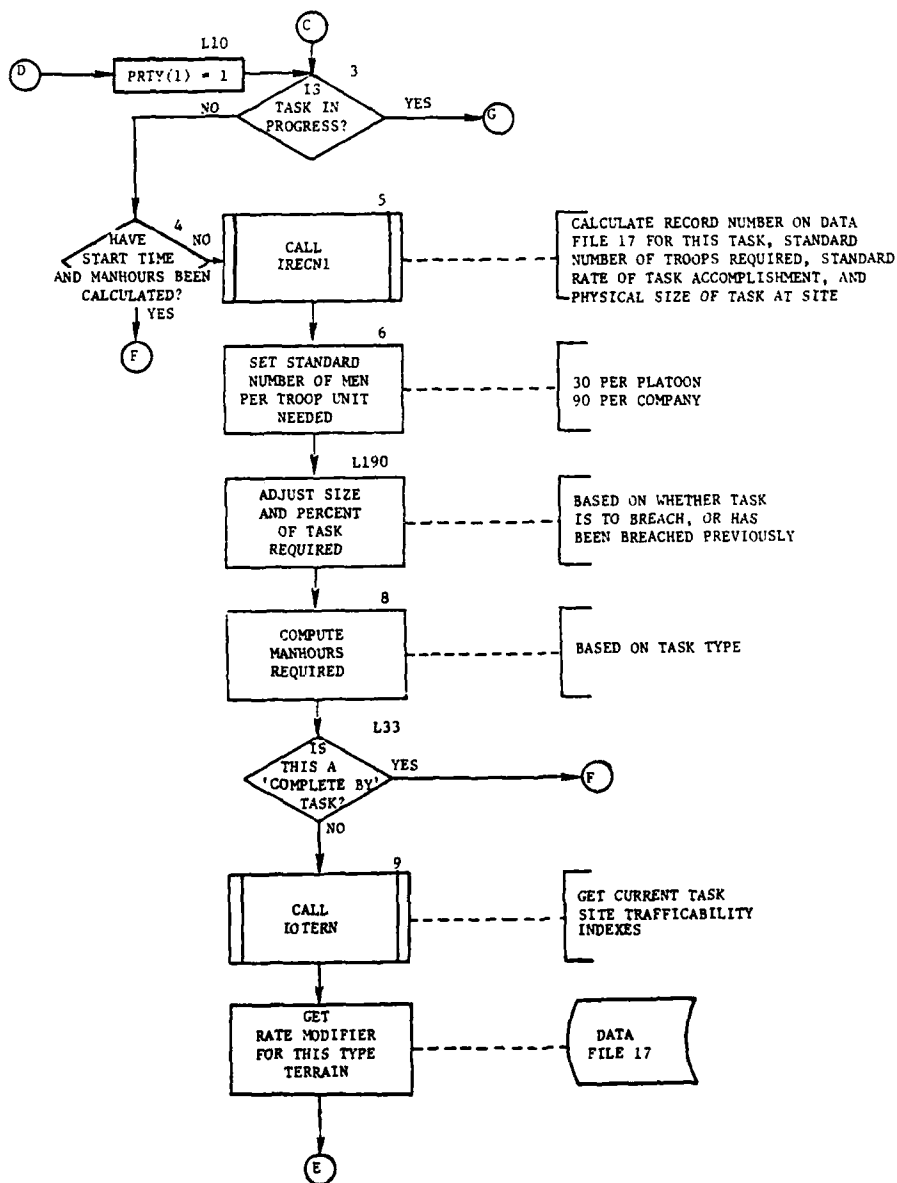 C
L10
D
PRTY(1) = 1
3
IS
TASK IN
PROGRESS?
NO
YES
G
4
HAVE
START TIME
AND MANHOURS BEEN
CALCULATED?
NO
YES
F
5
CALL
IRECN1
CALCULATE RECORD NUMBER ON DATA
FILE 17 FOR THIS TASK, STANDARD
NUMBER OF TROOPS REQUIRED, STANDARD
RATE OF TASK ACCOMPLISHMENT, AND
PHYSICAL SIZE OF TASK AT SITE
6
SET STANDARD
NUMBER OF MEN
PER TROOP UNIT
NEEDED
30 PER PLATOON
90 PER COMPANY
L190
ADJUST SIZE
AND PERCENT
OF TASK
REQUIRED
BASED ON WHETHER TASK
IS TO BREACH, OR HAS
BEEN BREACHED PREVIOUSLY
8
COMPUTE
MANHOURS
REQUIRED
BASED ON TASK TYPE
L33
IS
THIS A
'COMPLETE BY'
TASK?
YES
F
NO
9
CALL
IOTERN
GET CURRENT TASK
SITE TRAFFICABILITY
INDEXES
GET
RATE MODIFIER
FOR THIS TYPE
TERRAIN
DATA
FILE 17
E